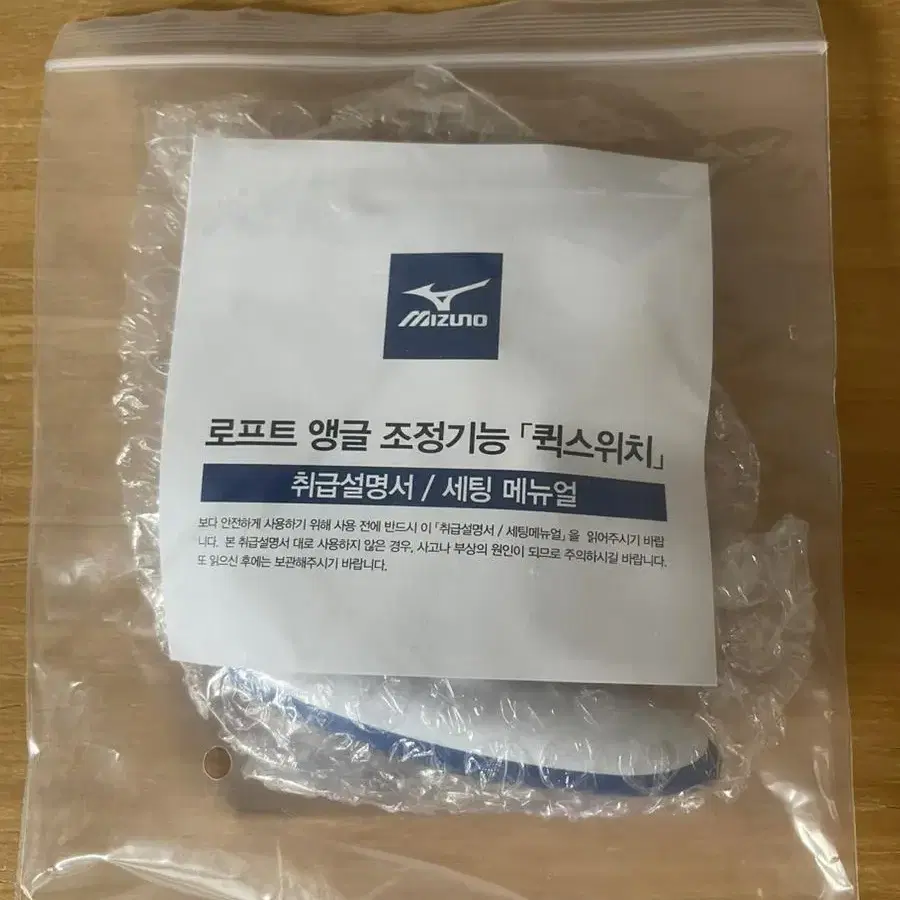 MIZUNO
로프트 앵글 조정기능 「퀵스위치」
취급설명서 / 세팅 메뉴얼
보다 안전하게 사용하기 위해 사용 전에 반드시 이 「취급설명서 / 세팅메뉴얼」을 읽어주시기 바랍
니다. 본 취급설명서 대로 사용하지 않은 경우, 사고나 부상의 원인이 되므로 주의하시길 바랍니다.
또 읽으신 후에는 보관해주시기 바랍니다.